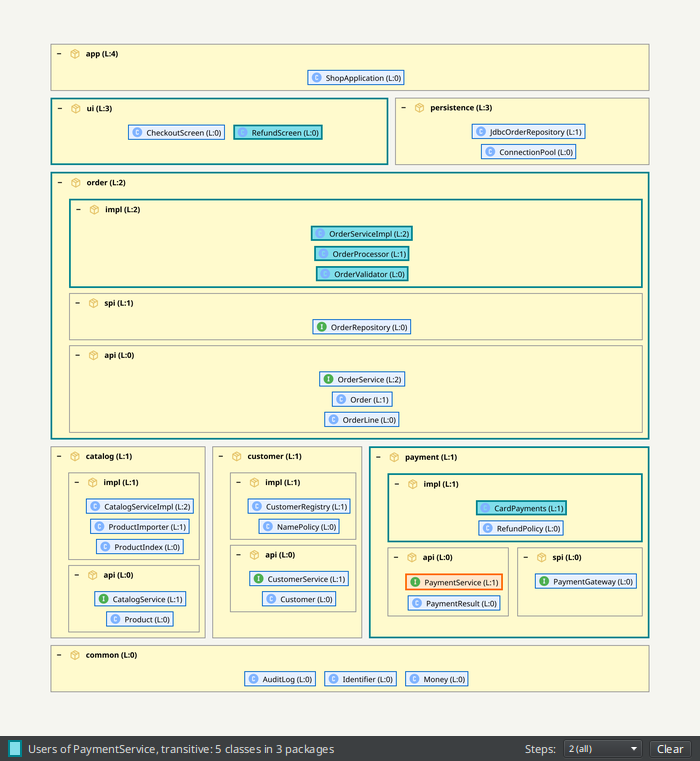 app (L:4)
ShopApplication (L:0)
ui (L:3)
CheckoutScreen (L:0)
RefundScreen (L:0)
persistence (L:3)
JdbcOrderRepository (L:1)
ConnectionPool (L:0)
order (L:2)
impl (L:2)
OrderServiceImpl (L:2)
OrderProcessor (L:1)
OrderValidator (L:0)
spi (L:1)
OrderRepository (L:0)
api (L:0)
OrderService (L:2)
Order (L:1)
OrderLine (L:0)
catalog (L:1)
impl (L:1)
CatalogServiceImpl (L:2)
ProductImporter (L:1)
ProductIndex (L:0)
api (L:0)
CatalogService (L:1)
Product (L:0)
customer (L:1)
impl (L:1)
CustomerRegistry (L:1)
NamePolicy (L:0)
api (L:0)
CustomerService (L:1)
Customer (L:0)
payment (L:1)
impl (L:1)
CardPayments (L:1)
RefundPolicy (L:0)
api (L:0)
PaymentService (L:1)
PaymentResult (L:0)
spi (L:0)
PaymentGateway (L:0)
common (L:0)
AuditLog (L:0)
Identifier (L:0)
Money (L:0)
Users of PaymentService, transitive: 5 classes in 3 packages
Steps: 2 (all)
Clear